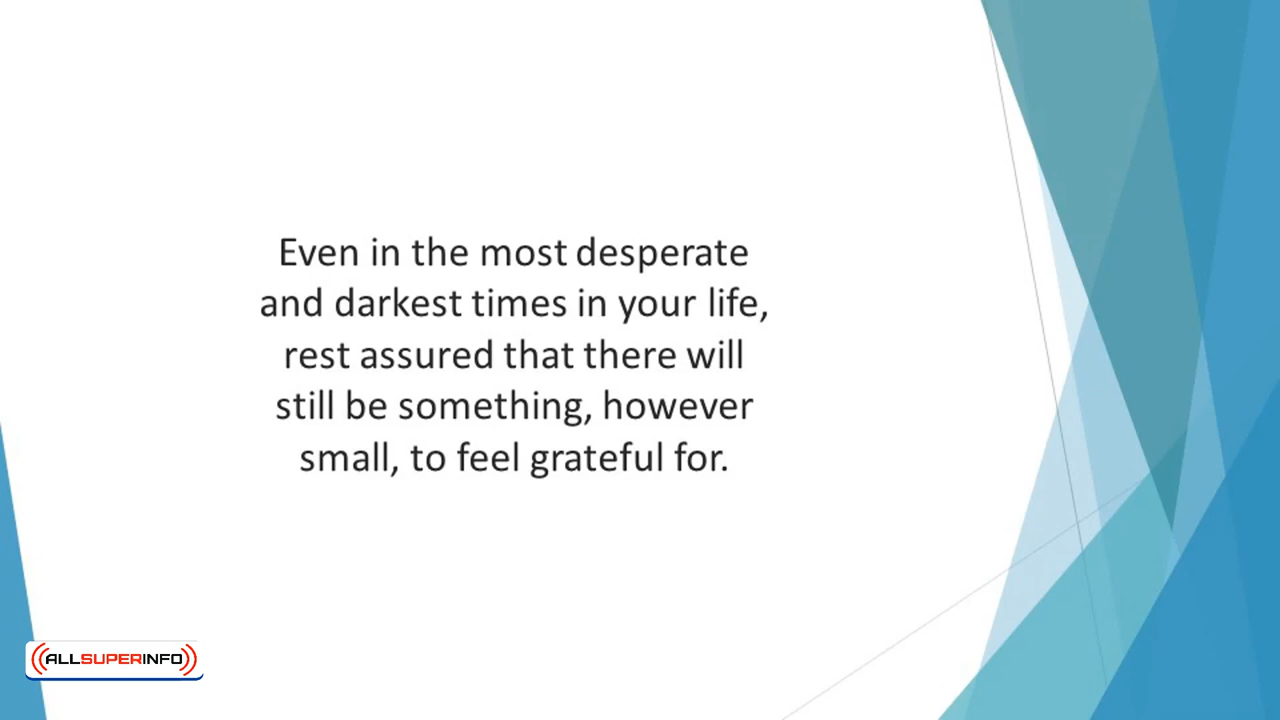 Even in the most desperate
and darkest times in your life,
rest assured that there will
still be something, however
small, to feel grateful for.
ALLSUPERINFO